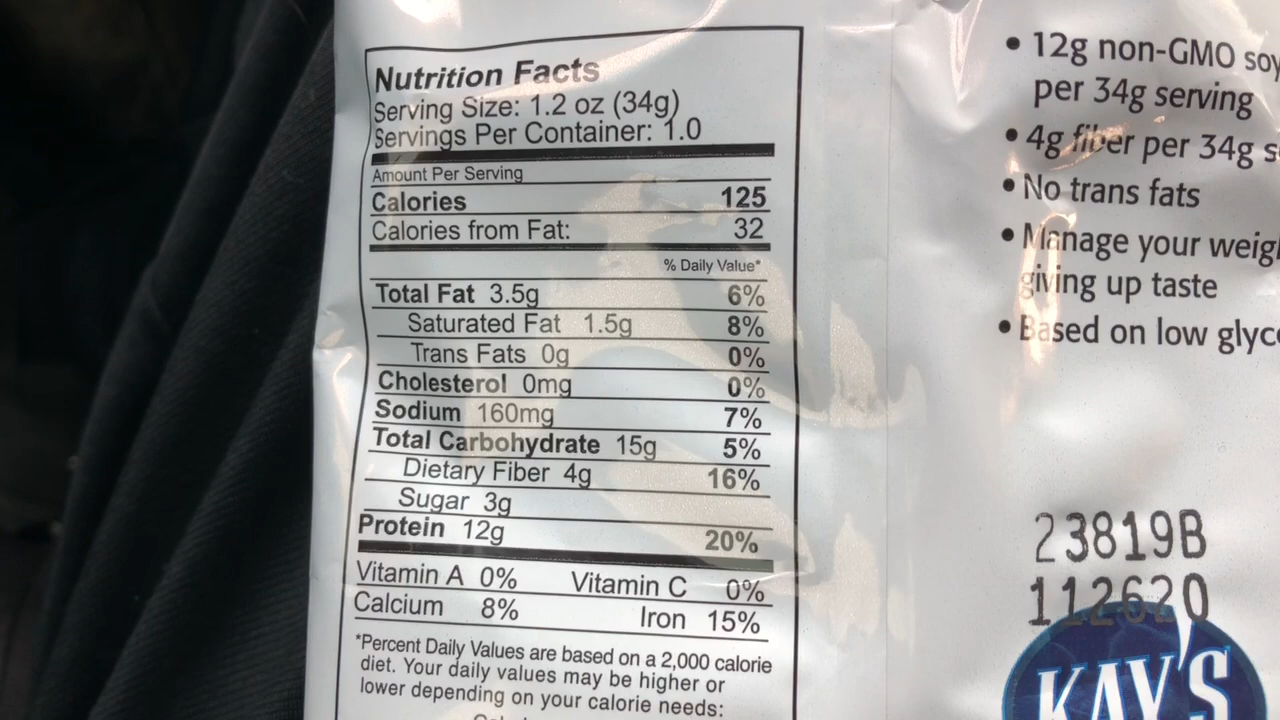 Nutrition Facts
Serving Size: 1.2 oz (34g)
Servings Per Container: 1.0
Amount Per Serving
Calories 125
Calories from Fat: 32
% Daily Value*
Total Fat 3.5g 6%
Saturated Fat 1.5g 8%
Trans Fats 0g 0%
Cholesterol 0mg 0%
Sodium 160mg 7%
Total Carbohydrate 15g 5%
Dietary Fiber 4g 16%
Sugar 3g
Protein 12g 20%
Vitamin A 0% Vitamin C 0%
Calcium 8% Iron 15%
*Percent Daily Values are based on a 2,000 calorie
diet. Your daily values may be higher or
lower depending on your calorie needs:
• 12g non-GMO soy
per 34g serving
• 4g fiber per 34g
• No trans fats
• Manage your
giving up taste
• Based on low
23819B
112620
KAY'S